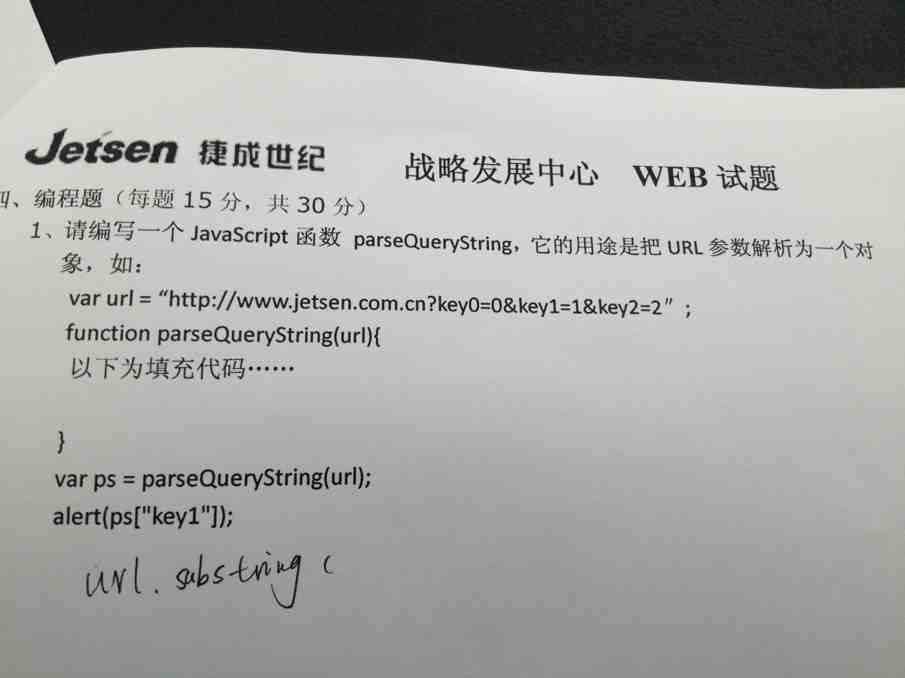 Jetsen 捷成世纪 战略发展中心 WEB 试题
四、编程题（每题 15 分，共 30 分）
1、请编写一个 JavaScript 函数 parseQueryString，它的用途是把 URL 参数解析为一个对
象，如：
var url = “http://www.jetsen.com.cn?key0=0&key1=1&key2=2” ;
function parseQueryString(url){
以下为填充代码……
}
var ps = parseQueryString(url);
alert(ps["key1"]);
url. substring (